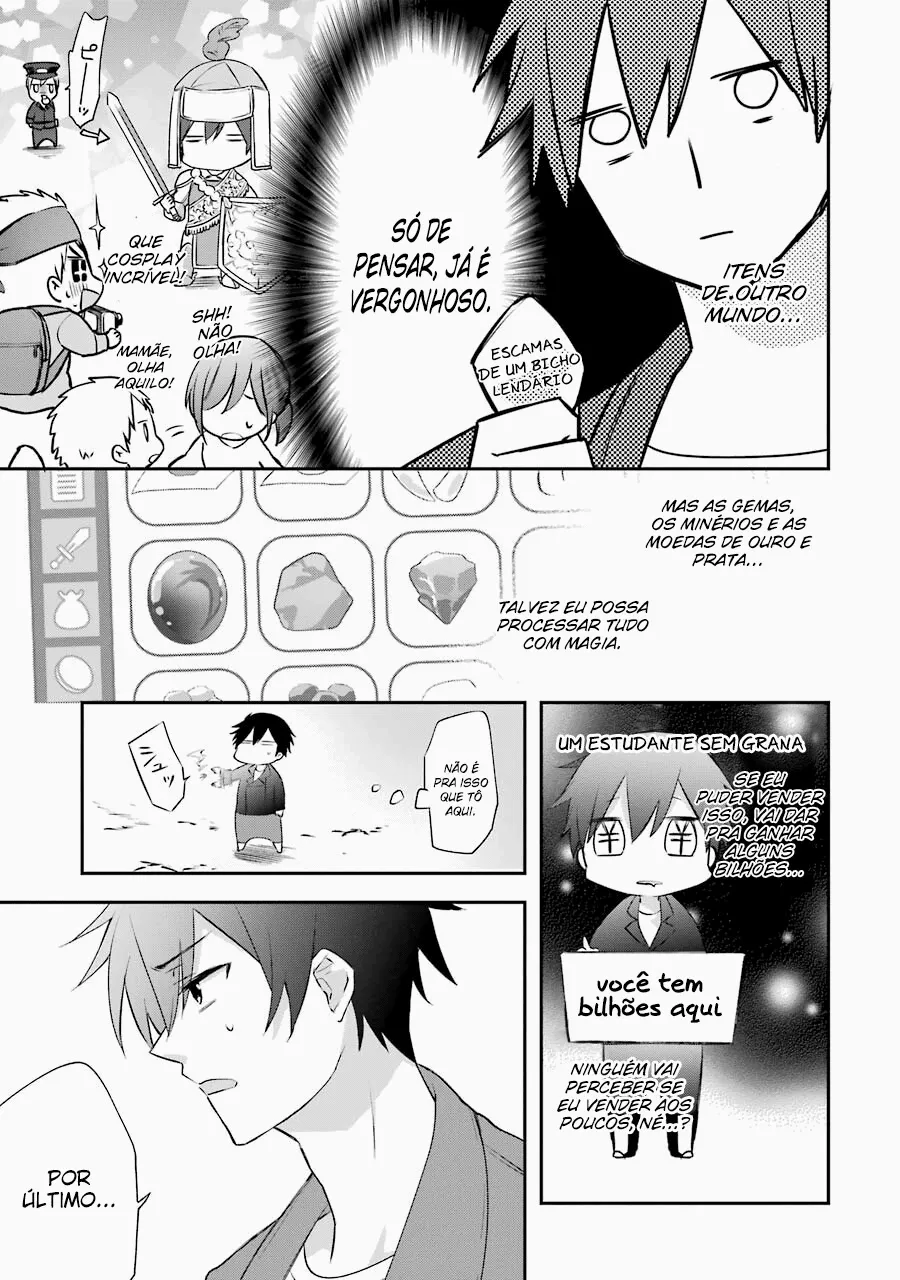 ITENS
DE OUTRO
MUNDO...
ESCAMAS
DE UM BICHO
LENDÁRIO
SÓ DE
PENSAR, JÁ É
VERGONHOSO.
QUE
COSPLAY
INCRÍVEL!
SHH!
NÃO
OLHA!
MAMÃE,
OLHA
AQUILO!
MAS AS GEMAS,
OS MINÉRIOS E AS
MOEDAS DE OURO E
PRATA...
TALVEZ EU POSSA
PROCESSAR TUDO
COM MAGIA.
UM ESTUDANTE SEM GRANA
SE EU
PUDER VENDER
ISSO, VAI DAR
PRA GANHAR
ALGUNS
BILHÕES...
¥ ¥
você tem
bilhões aqui
NINGUÉM VAI
PERCEBER SE
EU VENDER AOS
POUCOS, NÉ...?
NÃO É
PRA ISSO
QUE TÔ
AQUI.
POR
ÚLTIMO...